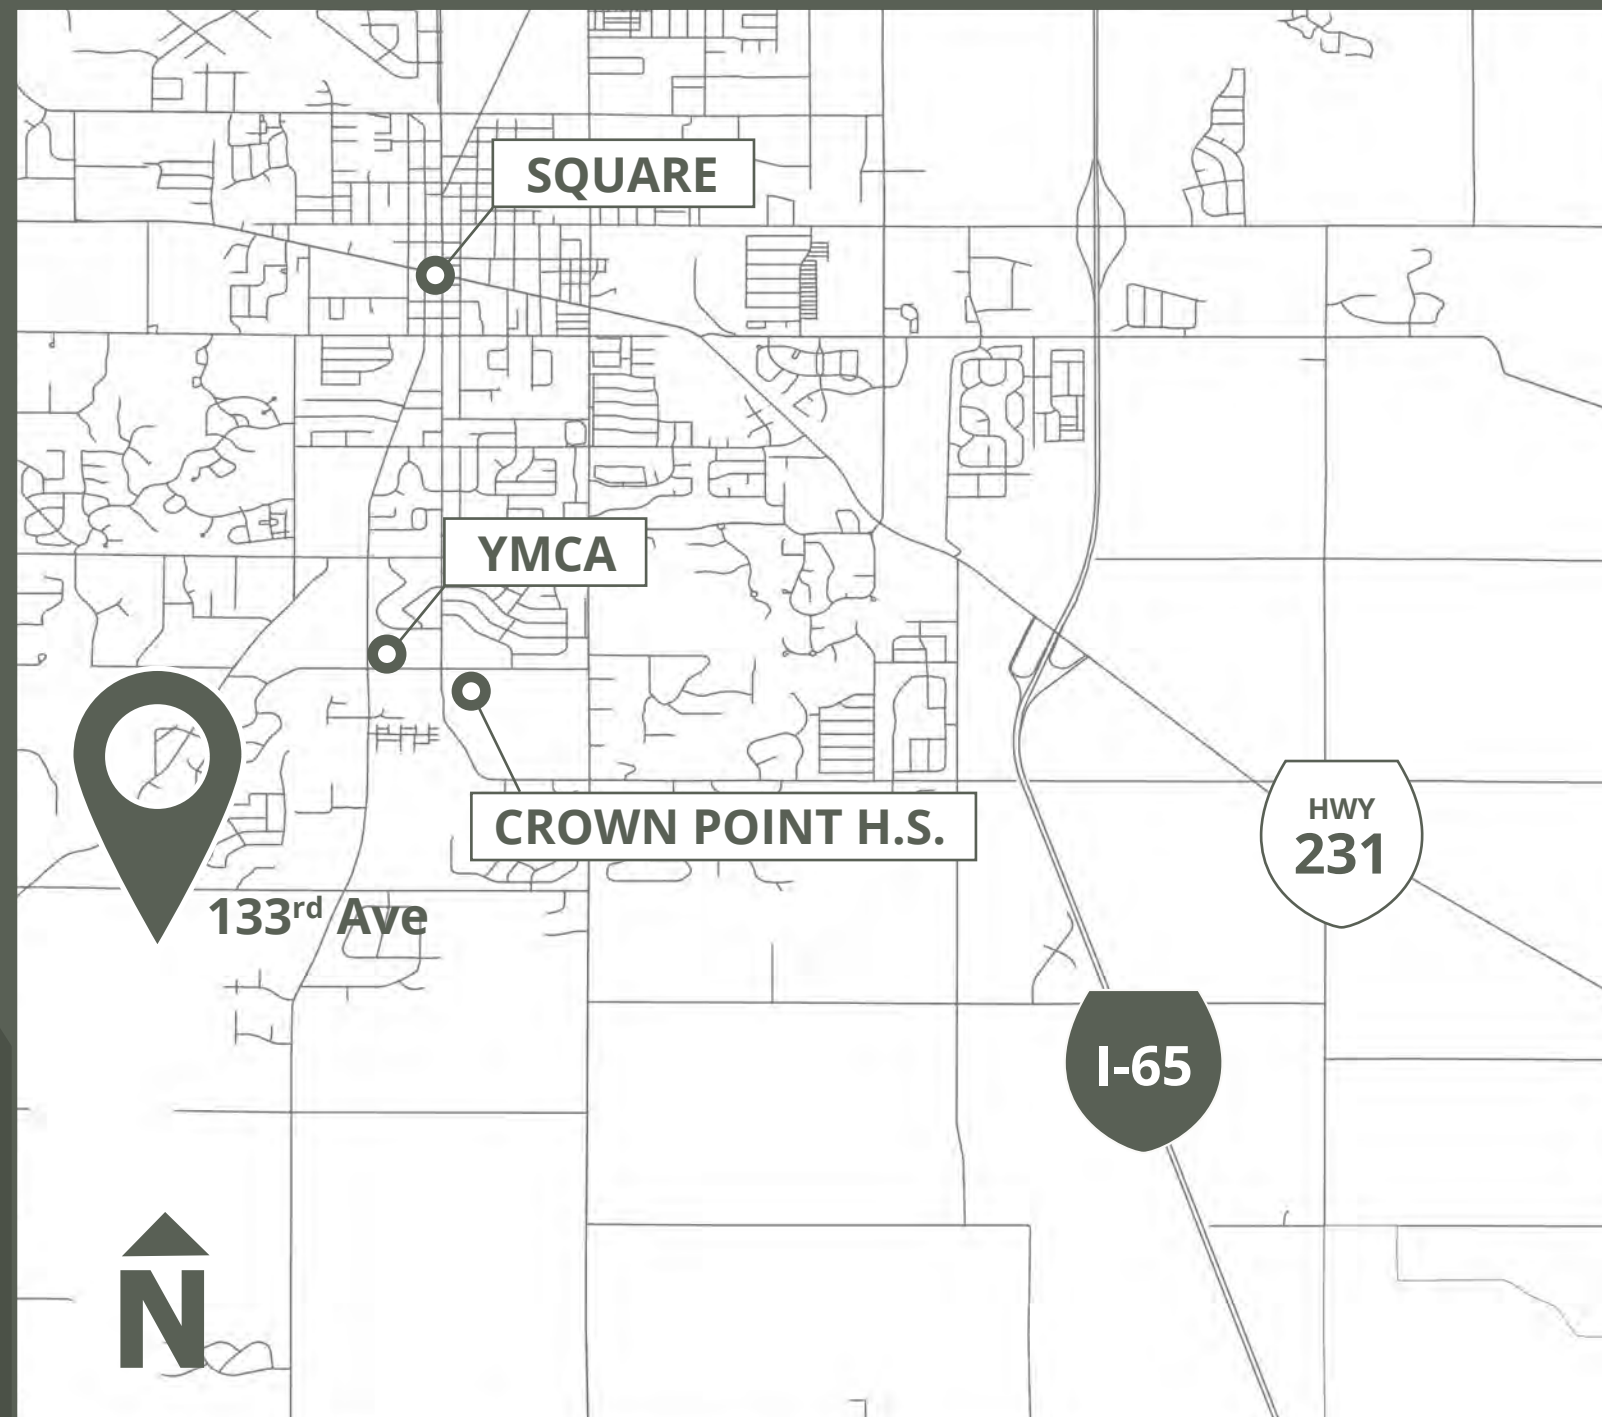 SQUARE
YMCA
CROWN POINT H.S.
HWY
231
133rd Ave
I-65
N